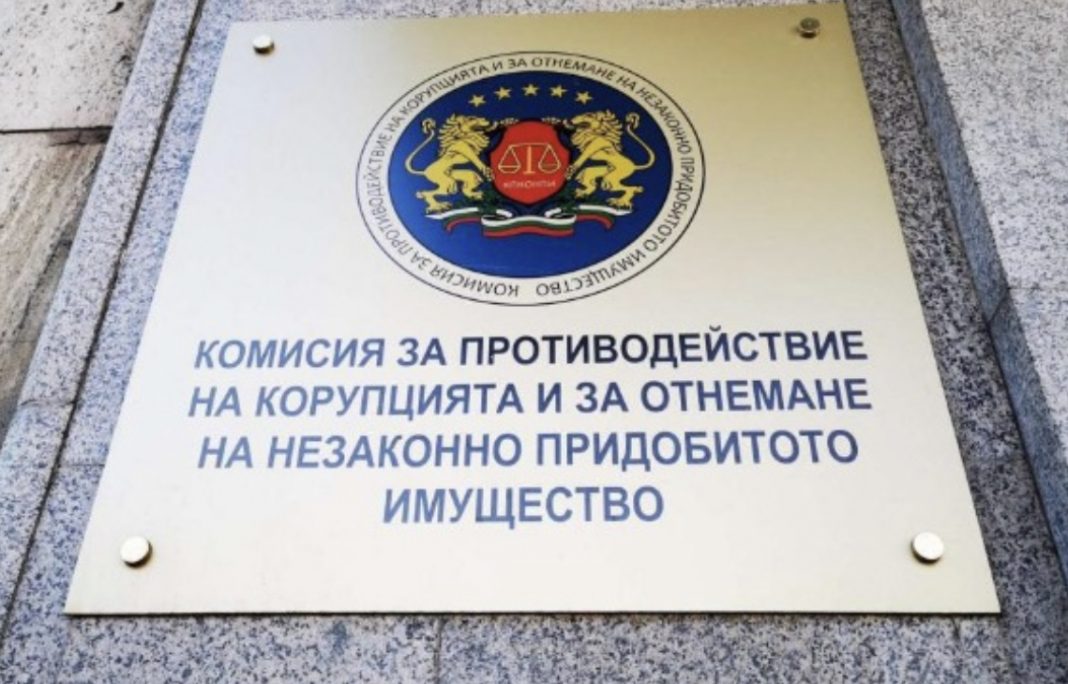 КОМИСИЯ ЗА ПРОТИВОДЕЙСТВИЕ НА КОРУПЦИЯТА И ЗА ОТНЕМАНЕ НА НЕЗАКОННО ПРИДОБИТОТО ИМУЩЕСТВО
КОМИСИЯ ЗА ПРОТИВОДЕЙСТВИЕ
НА КОРУПЦИЯТА И ЗА ОТНЕМАНЕ
НА НЕЗАКОННО ПРИДОБИТОТО
ИМУЩЕСТВО